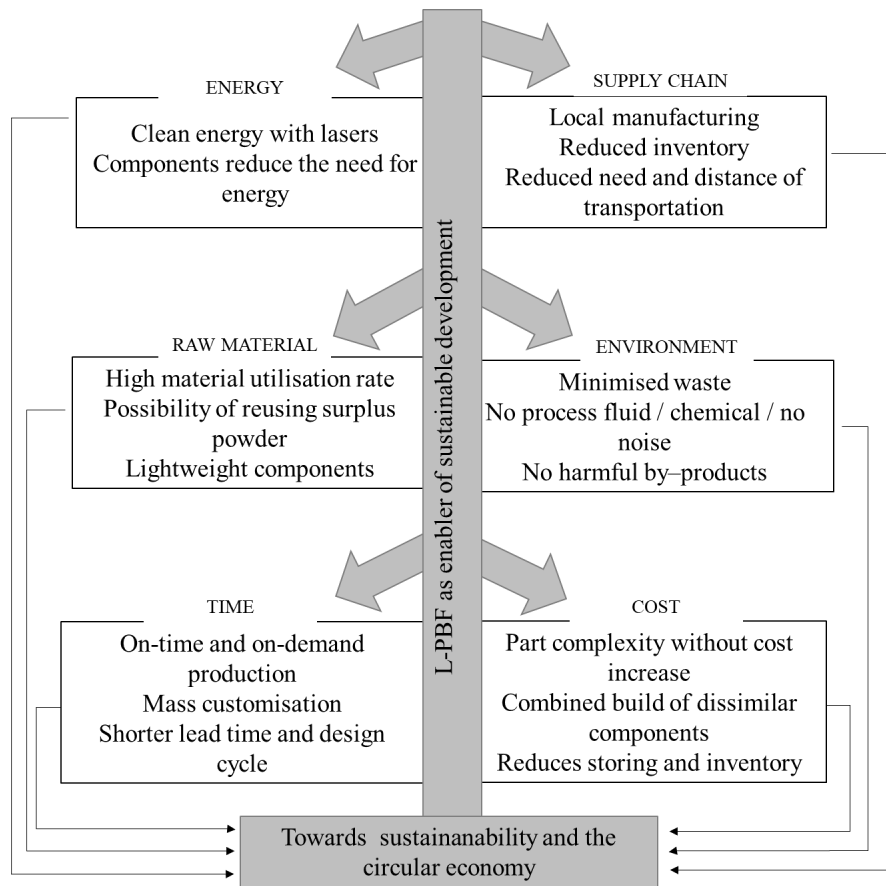 ENERGY
Clean energy with lasers
Components reduce the need for
energy
SUPPLY CHAIN
Local manufacturing
Reduced inventory
Reduced need and distance of
transportation
L-PBF as enabler of sustainable development
RAW MATERIAL
High material utilisation rate
Possibility of reusing surplus
powder
Lightweight components
ENVIRONMENT
Minimised waste
No process fluid / chemical / no
noise
No harmful by–products
TIME
On-time and on-demand
production
Mass customisation
Shorter lead time and design
cycle
COST
Part complexity without cost
increase
Combined build of dissimilar
components
Reduces storing and inventory
Towards sustainanability and the
circular economy